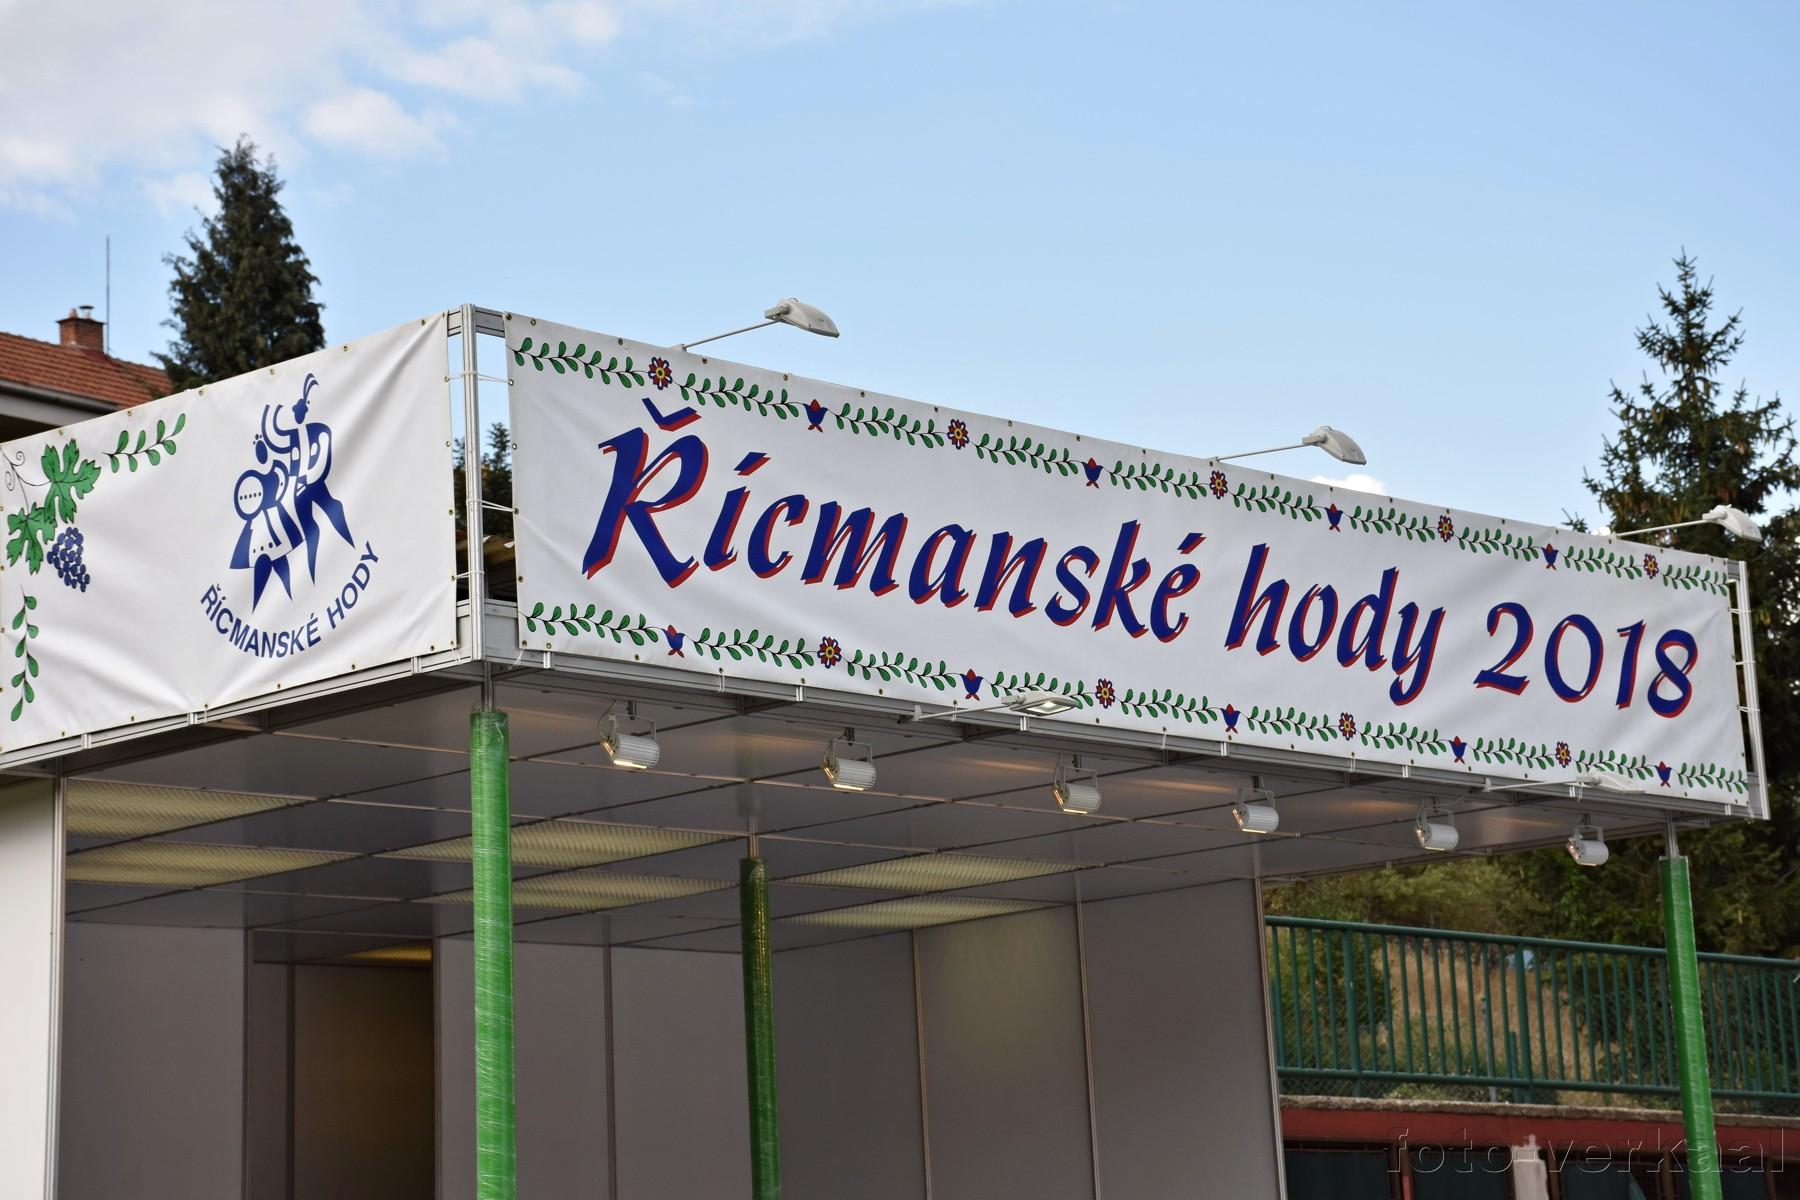 ŘÍCMANSKÉ HODY
Řícmanské hody 2018
foto-verkaal